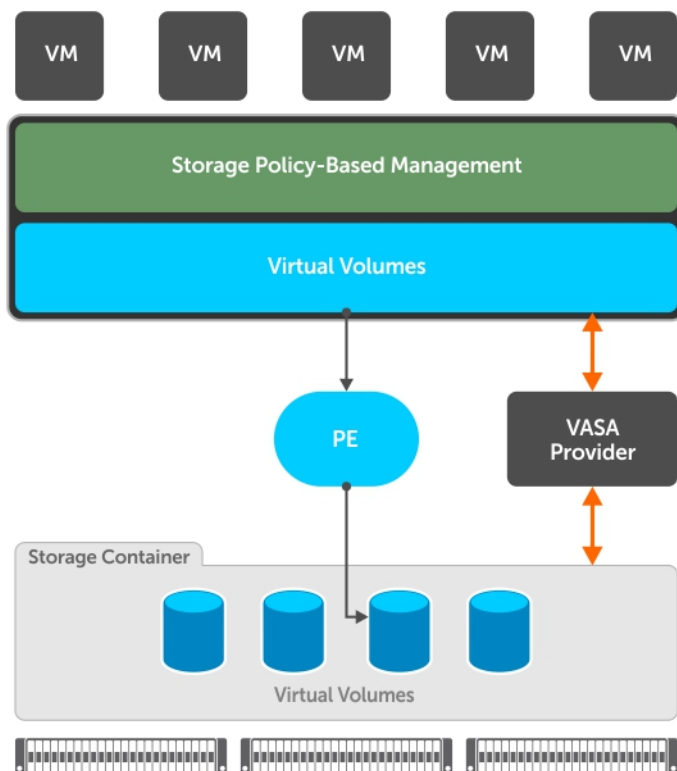 VM
VM
VM
VM
VM
Storage Policy-Based Management
Virtual Volumes
PE
VASA
Provider
Storage Container
Virtual Volumes